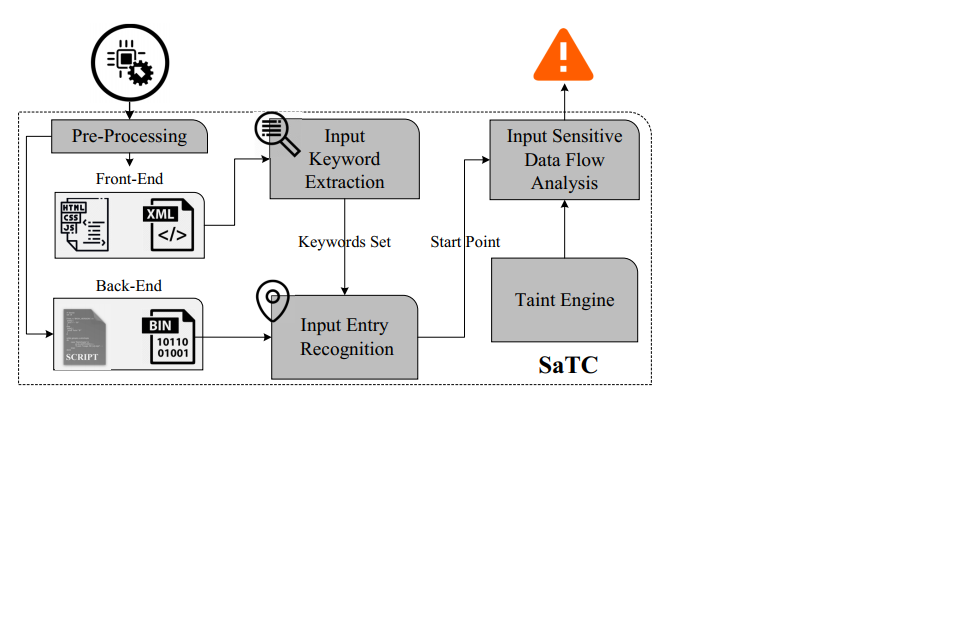 Pre-Processing
Front-End
HTML
CSS
JS
XML
</>
Back-End
SCRIPT
BIN
10110
01001
Input
Keyword
Extraction
Keywords Set
Input Entry
Recognition
Start Point
Input Sensitive
Data Flow
Analysis
Taint Engine
SaTC